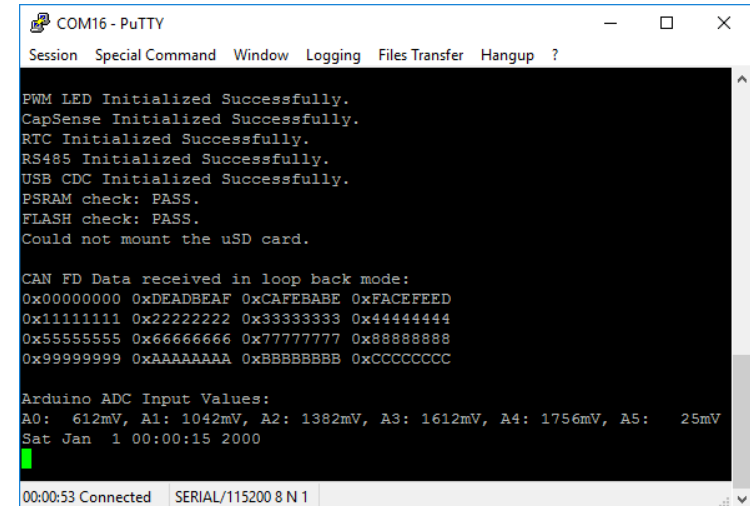 COM16 - PuTTY
Session Special Command Window Logging Files Transfer Hangup ?
PWM LED Initialized Successfully.
CapSense Initialized Successfully.
RTC Initialized Successfully.
RS485 Initialized Successfully.
USB CDC Initialized Successfully.
PSRAM check: PASS.
FLASH check: PASS.
Could not mount the uSD card.
CAN FD Data received in loop back mode:
0x00000000 0xDEADBEAF 0xCAFEBABE 0xFACEFEED
0x11111111 0x22222222 0x33333333 0x44444444
0x55555555 0x66666666 0x77777777 0x88888888
0x99999999 0xAAAAAAAA 0xBBBBBBBB 0xCCCCCCCC
Arduino ADC Input Values:
A0:  612mV, A1: 1042mV, A2: 1382mV, A3: 1612mV, A4: 1756mV, A5:   25mV
Sat Jan  1 00:00:15 2000
00:00:53 Connected SERIAL/115200 8 N 1